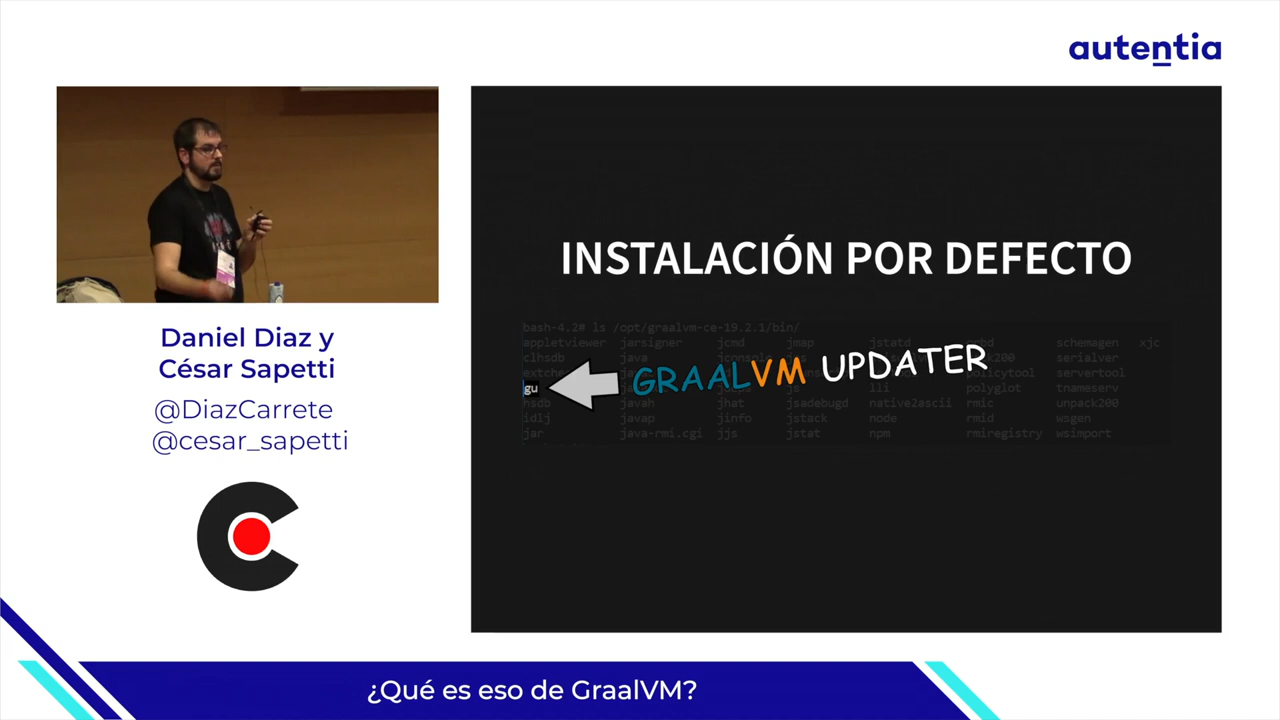 autentia
INSTALACIÓN POR DEFECTO
bash-4.2# ls /opt/graalvm-ce-19.2.1/bin/
appletviewer jarsigner jcmd jmap jstatd schemagen xjc
clhsdb java serialver
policytool servertool
gu
GRAALVM UPDATER
lli polyglot tnameserv
hsdb javah jhat jsadebugd native2ascii rmic unpack200
idlj javap jinfo jstack node rmid wsgen
jar java-rmi.cgi jjs jstat npm rmiregistry wsimport
Daniel Diaz y
César Sapetti
@DiazCarrete
@cesar_sapetti
¿Qué es eso de GraalVM?